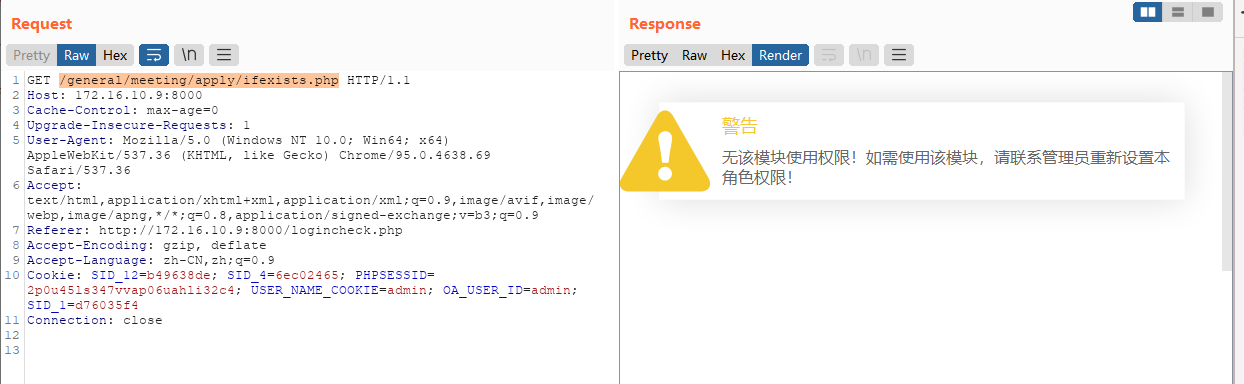 Request
Pretty Raw Hex \n
1 GET /general/meeting/apply/ifexists.php HTTP/1.1
2 Host: 172.16.10.9:8000
3 Cache-Control: max-age=0
4 Upgrade-Insecure-Requests: 1
5 User-Agent: Mozilla/5.0 (Windows NT 10.0; Win64; x64)
AppleWebKit/537.36 (KHTML, like Gecko) Chrome/95.0.4638.69
Safari/537.36
6 Accept:
text/html,application/xhtml+xml,application/xml;q=0.9,image/avif,image/
webp,image/apng,*/*;q=0.8,application/signed-exchange;v=b3;q=0.9
7 Referer: http://172.16.10.9:8000/logincheck.php
8 Accept-Encoding: gzip, deflate
9 Accept-Language: zh-CN,zh;q=0.9
10 Cookie: SID_12=b49638de; SID_4=6ec02465; PHPSESSID=
2p0u45ls347vvap06uahli32c4; USER_NAME_COOKIE=admin; OA_USER_ID=admin;
SID_1=d76035f4
11 Connection: close
12
13
Response
Pretty Raw Hex Render \n
警告
无该模块使用权限！如需使用该模块，请联系管理员重新设置本
角色权限！